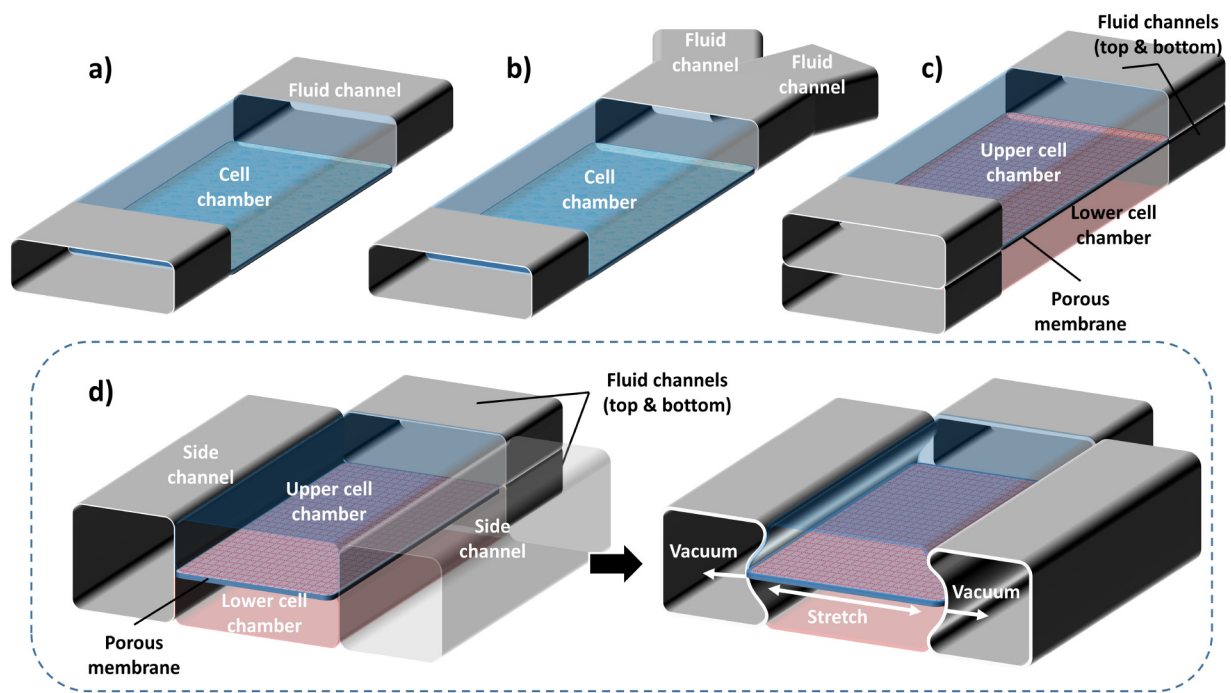 a)
Fluid channel
Cell
chamber
b)
Fluid
channel
Fluid
channel
Cell
chamber
c)
Fluid channels
(top & bottom)
Upper cell
chamber
Lower cell
chamber
Porous
membrane
d)
Side
channel
Fluid channels
(top & bottom)
Upper cell
chamber
Side
channel
Lower cell
chamber
Porous
membrane
Vacuum
Stretch
Vacuum